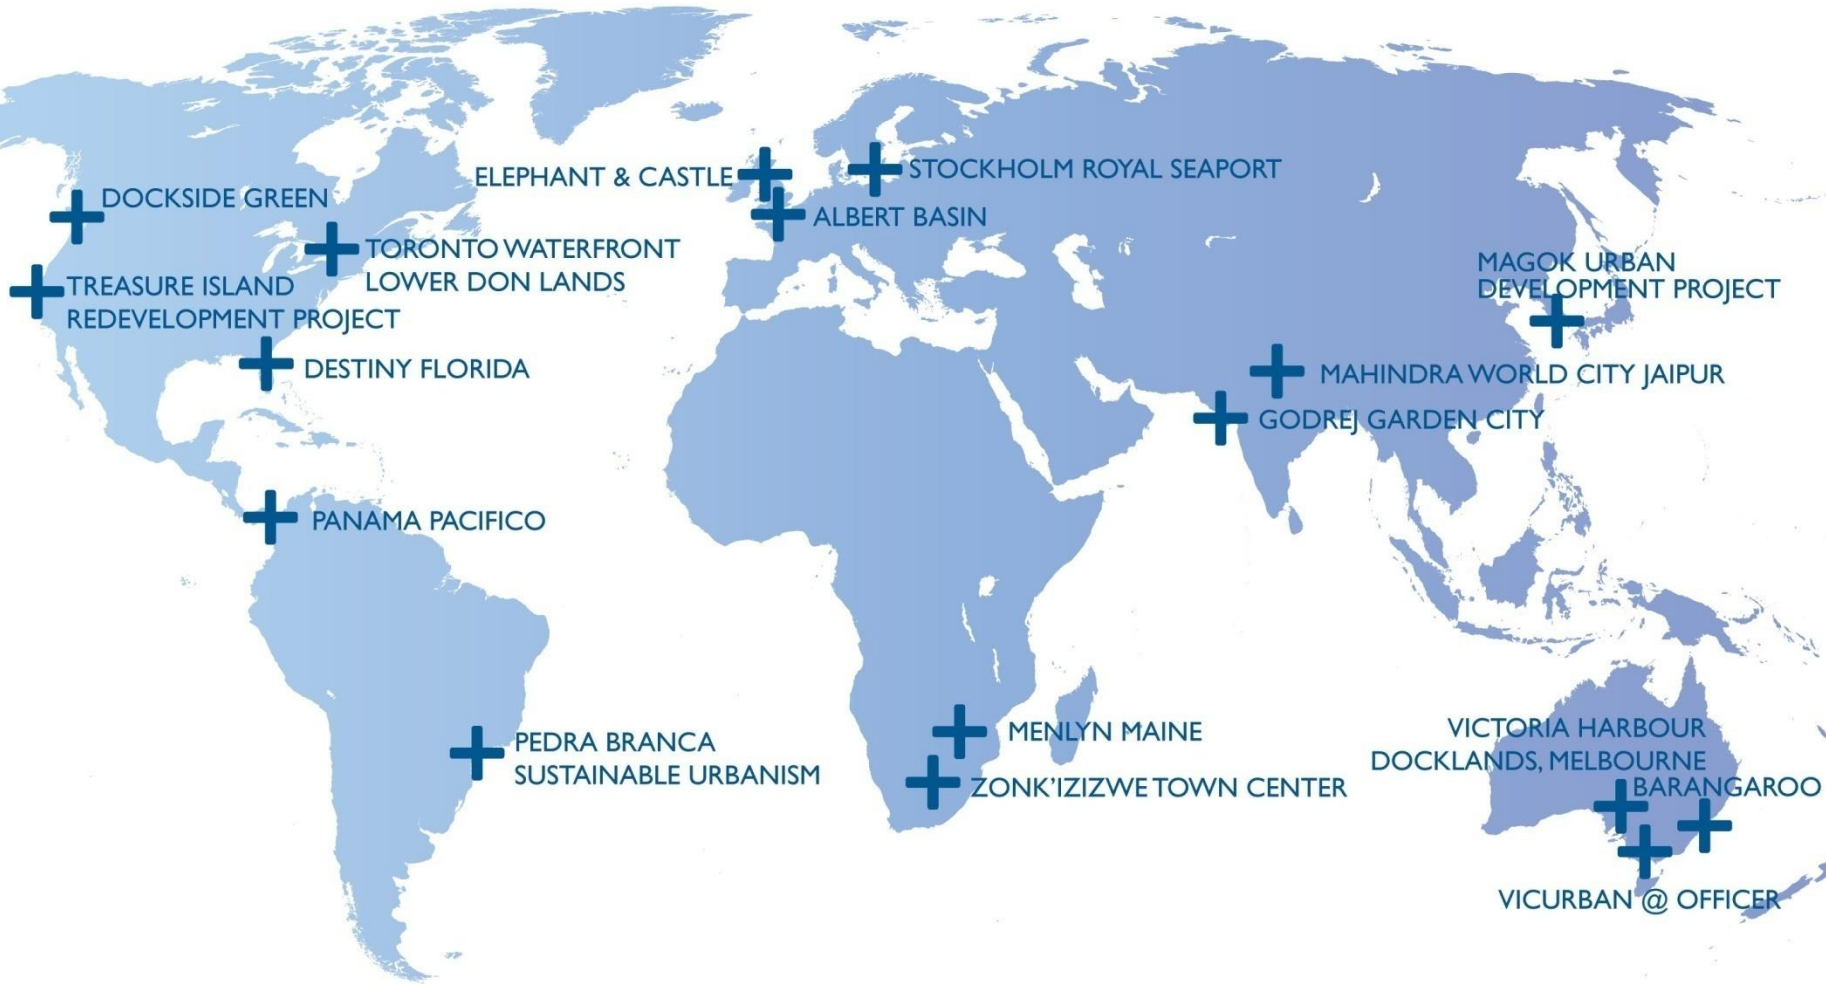 ELEPHANT & CASTLE
STOCKHOLM ROYAL SEAPORT
DOCKSIDE GREEN
ALBERT BASIN
TORONTO WATERFRONT
LOWER DON LANDS
TREASURE ISLAND
REDEVELOPMENT PROJECT
MAGOK URBAN
DEVELOPMENT PROJECT
DESTINY FLORIDA
MAHINDRA WORLD CITY JAIPUR
GODREJ GARDEN CITY
PANAMA PACIFICO
PEDRA BRANCA
SUSTAINABLE URBANISM
MENLYN MAINE
ZONK'IZIZWE TOWN CENTER
VICTORIA HARBOUR
DOCKLANDS, MELBOURNE
BARANGAROO
VICURBAN @ OFFICER